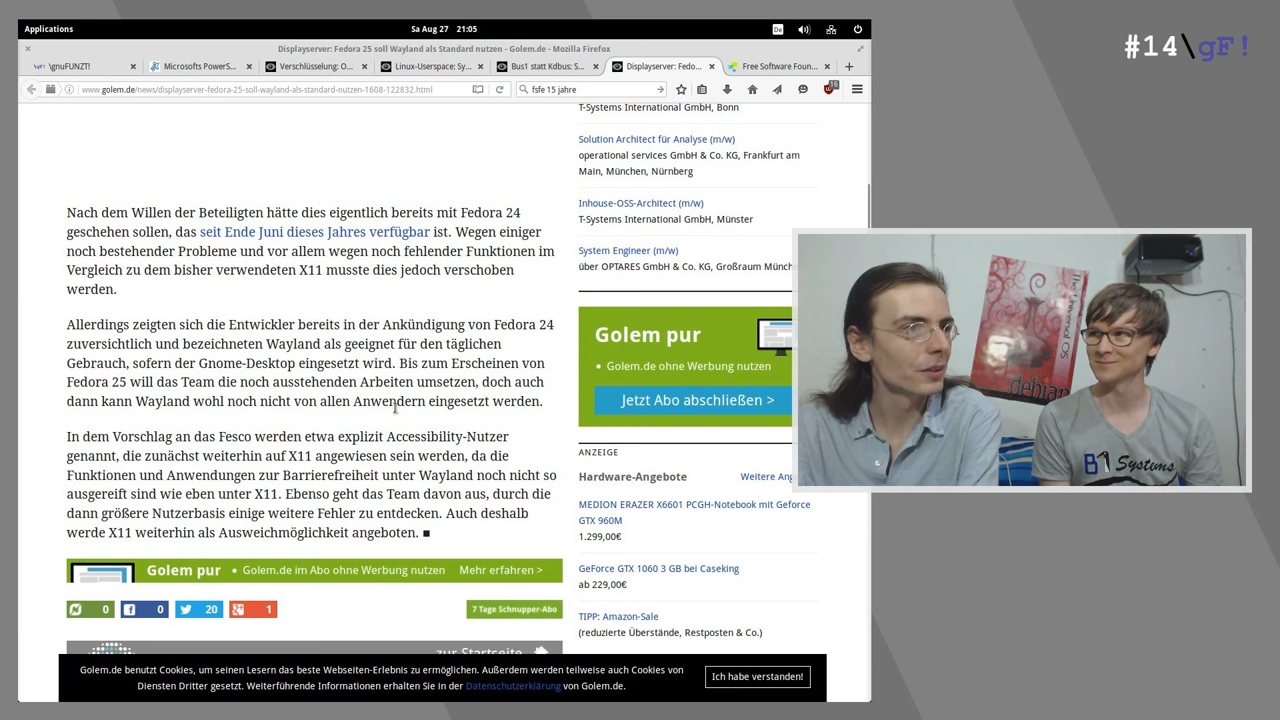 Applications
Sa Aug 27 21:05
De
Displayserver: Fedora 25 soll Wayland als Standard nutzen - Golem.de - Mozilla Firefox
\gnuFUNZT!
Microsofts PowerS...
Verschlüsselung: O...
Linux-Userspace: Sy...
Bus1 statt Kdbus: S...
Displayserver: Fedo...
Free Software Foun...
www.golem.de/news/displayserver-fedora-25-soll-wayland-als-standard-nutzen-1608-122832.html
fsfe 15 jahre
16
#14\gF!
Nach dem Willen der Beteiligten hätte dies eigentlich bereits mit Fedora 24
geschehen sollen, das seit Ende Juni dieses Jahres verfügbar ist. Wegen einiger
noch bestehender Probleme und vor allem wegen noch fehlender Funktionen im
Vergleich zu dem bisher verwendeten X11 musste dies jedoch verschoben
werden.
Allerdings zeigten sich die Entwickler bereits in der Ankündigung von Fedora 24
zuversichtlich und bezeichneten Wayland als geeignet für den täglichen
Gebrauch, sofern der Gnome-Desktop eingesetzt wird. Bis zum Erscheinen von
Fedora 25 will das Team die noch ausstehenden Arbeiten umsetzen, doch auch
dann kann Wayland wohl noch nicht von allen Anwendern eingesetzt werden.
In dem Vorschlag an das Fesco werden etwa explizit Accessibility-Nutzer
genannt, die zunächst weiterhin auf X11 angewiesen sein werden, da die
Funktionen und Anwendungen zur Barrierefreiheit unter Wayland noch nicht so
ausgereift sind wie eben unter X11. Ebenso geht das Team davon aus, durch die
dann größere Nutzerbasis einige weitere Fehler zu entdecken. Auch deshalb
werde X11 weiterhin als Ausweichmöglichkeit angeboten. ■
Golem pur • Golem.de im Abo ohne Werbung nutzen Mehr erfahren >
0
0
20
1
7 Tage Schnupper-Abo
zur Startseite
T-Systems International GmbH, Bonn
Solution Architect für Analyse (m/w)
operational services GmbH & Co. KG, Frankfurt am
Main, München, Nürnberg
Inhouse-OSS-Architect (m/w)
T-Systems International GmbH, Münster
System Engineer (m/w)
über OPTARES GmbH & Co. KG, Großraum Münch
Golem pur
• Golem.de ohne Werbung nutzen
Jetzt Abo abschließen >
ANZEIGE
Hardware-Angebote
Weitere Ang
MEDION ERAZER X6601 PCGH-Notebook mit Geforce
GTX 960M
1.299,00€
GeForce GTX 1060 3 GB bei Caseking
ab 229,00€
TIPP: Amazon-Sale
(reduzierte Überstände, Restposten & Co.)
Golem.de benutzt Cookies, um seinen Lesern das beste Webseiten-Erlebnis zu ermöglichen. Außerdem werden teilweise auch Cookies von
Diensten Dritter gesetzt. Weiterführende Informationen erhalten Sie in der Datenschutzerklärung von Golem.de.
Ich habe verstanden!
debian
B1 Systems